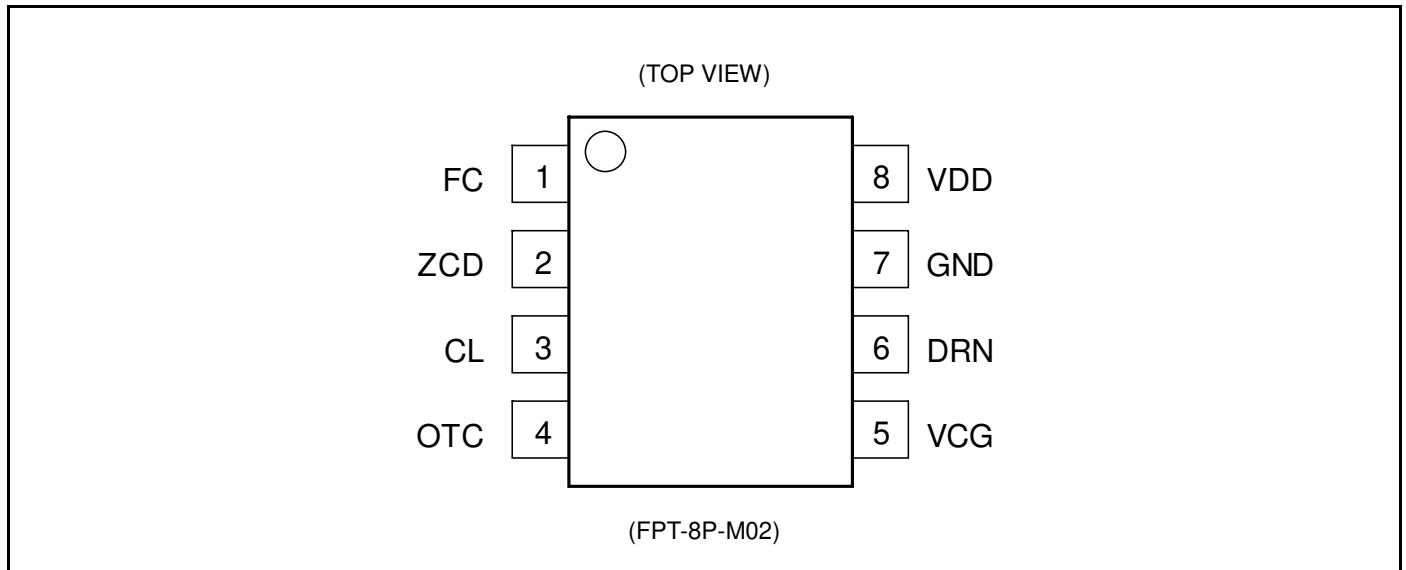 (TOP VIEW)
FC 1 8 VDD
ZCD 2 7 GND
CL 3 6 DRN
OTC 4 5 VCG
(FPT-8P-M02)